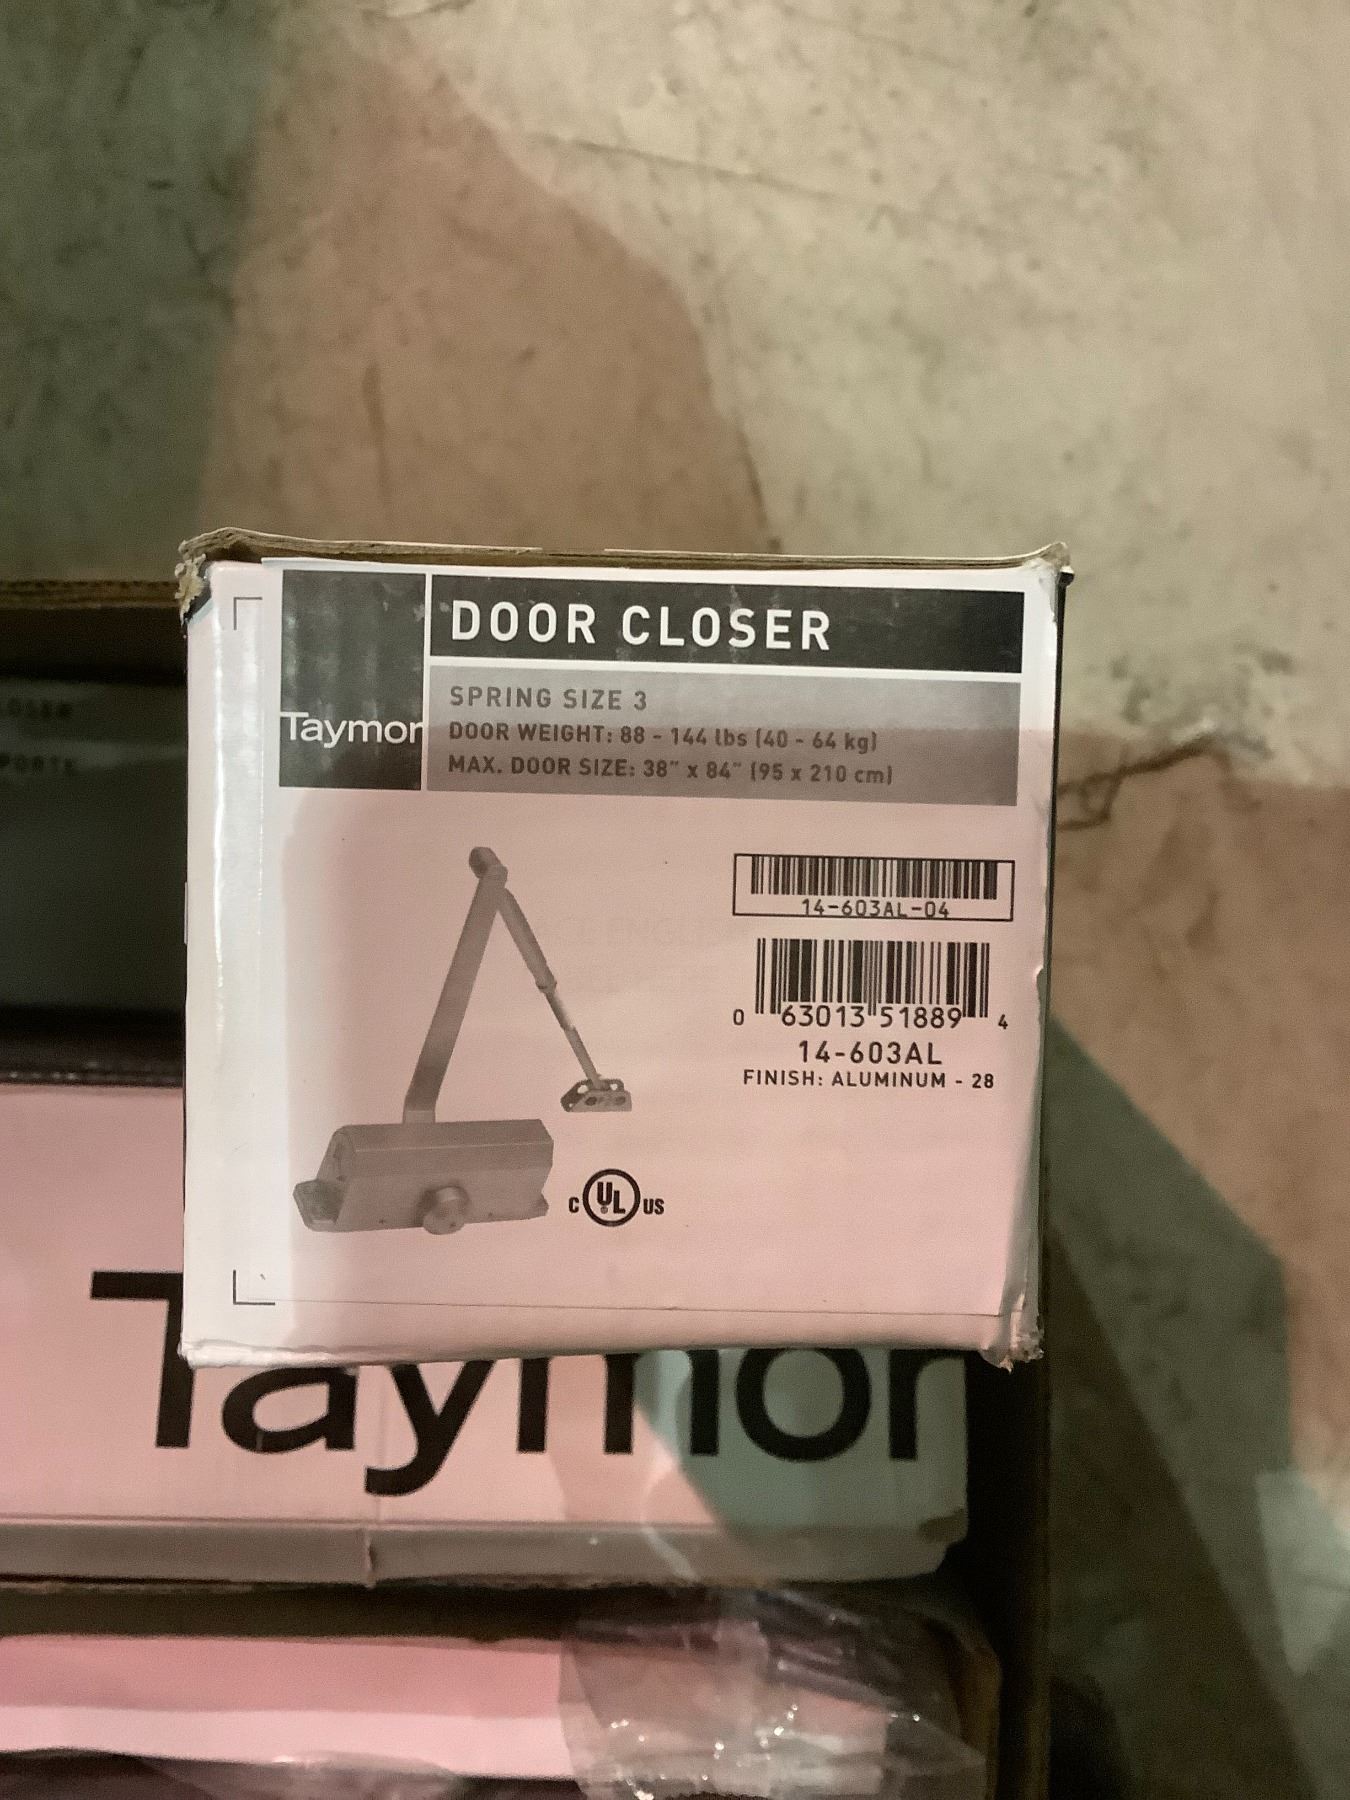 DOOR CLOSER
SPRING SIZE 3
Taymor
DOOR WEIGHT: 88 - 144 lbs (40 - 64 kg)
MAX. DOOR SIZE: 38" x 84" (95 x 210 cm)
14-603AL-04
0 63013 51889 4
14-603AL
FINISH: ALUMINUM - 28
C UL US
Taymor